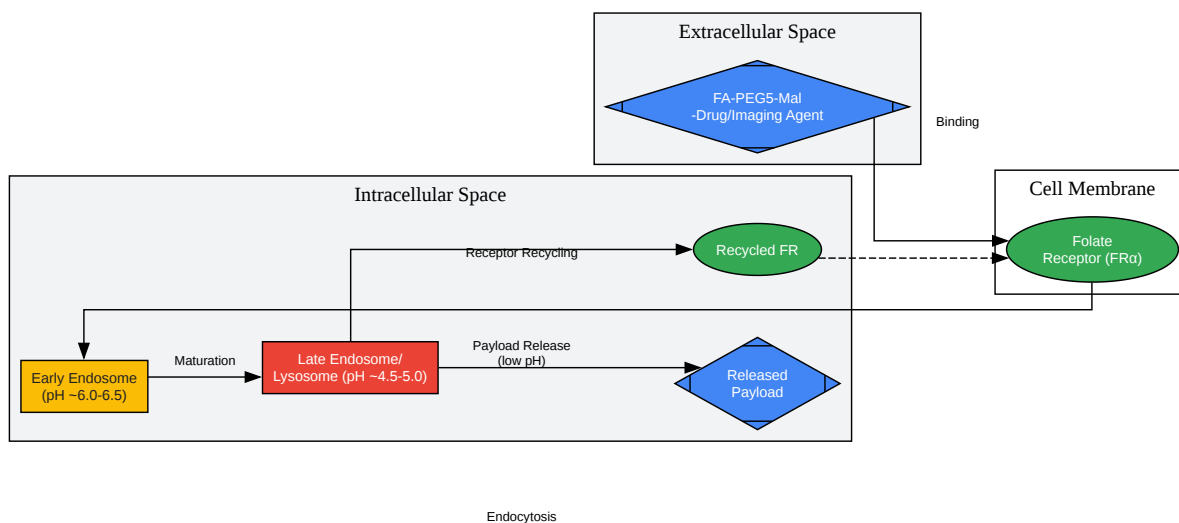 Extracellular Space
FA-PEG5-Mal
-Drug/Imaging Agent
Binding
Cell Membrane
Folate
Receptor (FRα)
Intracellular Space
Receptor Recycling
Recycled FR
Early Endosome
(pH ~6.0-6.5)
Maturation
Late Endosome/
Lysosome (pH ~4.5-5.0)
Payload Release
(low pH)
Released
Payload
Endocytosis